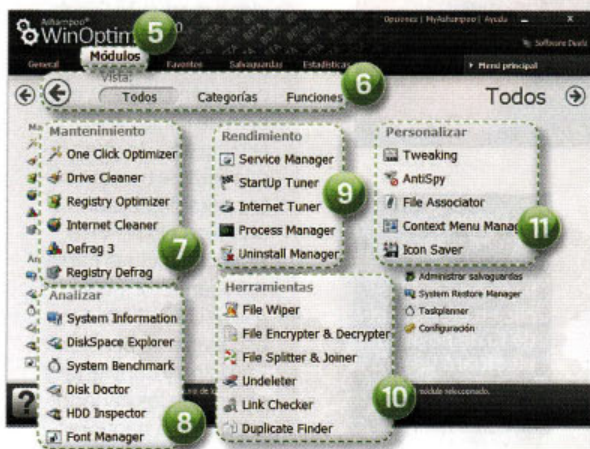 Ashampoo®
WinOptim
Opciones | MyAshampoo | Ayuda
Software Deals
5
General
Módulos
Favoritos
Salvaguardas
Estadísticas
Menú principal
Vista:
Todos
Categorías
Funciones
6
Todos
Mantenimiento
One Click Optimizer
Drive Cleaner
Registry Optimizer
Internet Cleaner
Defrag 3
Registry Defrag
7
Rendimiento
Service Manager
StartUp Tuner
Internet Tuner
Process Manager
Uninstall Manager
9
Personalizar
Tweaking
AntiSpy
File Associator
Context Menu Manag
Icon Saver
11
Administrar salvaguardas
System Restore Manager
Taskplanner
Configuración
Analizar
System Information
DiskSpace Explorer
System Benchmark
Disk Doctor
HDD Inspector
Font Manager
8
Herramientas
File Wiper
File Encrypter & Decrypter
File Splitter & Joiner
Undeleter
Link Checker
Duplicate Finder
10
módulo seleccionado.